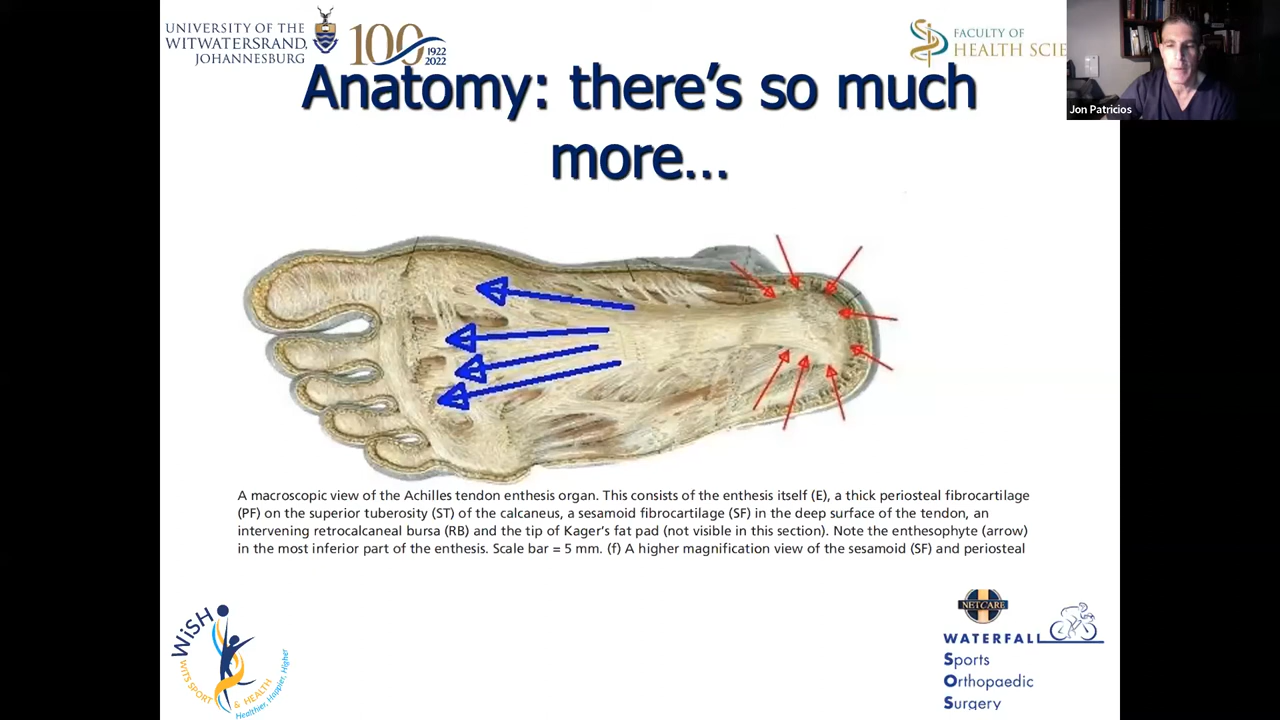 UNIVERSITY OF THE
WITWATERSRAND,
JOHANNESBURG
100 1922
2022
FACULTY OF
HEALTH SCIE
Jon Patricios
Anatomy: there's so much
more...
A macroscopic view of the Achilles tendon enthesis organ. This consists of the enthesis itself (E), a thick periosteal fibrocartilage
(PF) on the superior tuberosity (ST) of the calcaneus, a sesamoid fibrocartilage (SF) in the deep surface of the tendon, an
intervening retrocalcaneal bursa (RB) and the tip of Kager's fat pad (not visible in this section). Note the enthesophyte (arrow)
in the most inferior part of the enthesis. Scale bar = 5 mm. (f) A higher magnification view of the sesamoid (SF) and periosteal
WiSH
WITS SPORT & HEALTH
Healthier, Happier, Higher
NETCARE
WATERFALL
Sports
Orthopaedic
Surgery